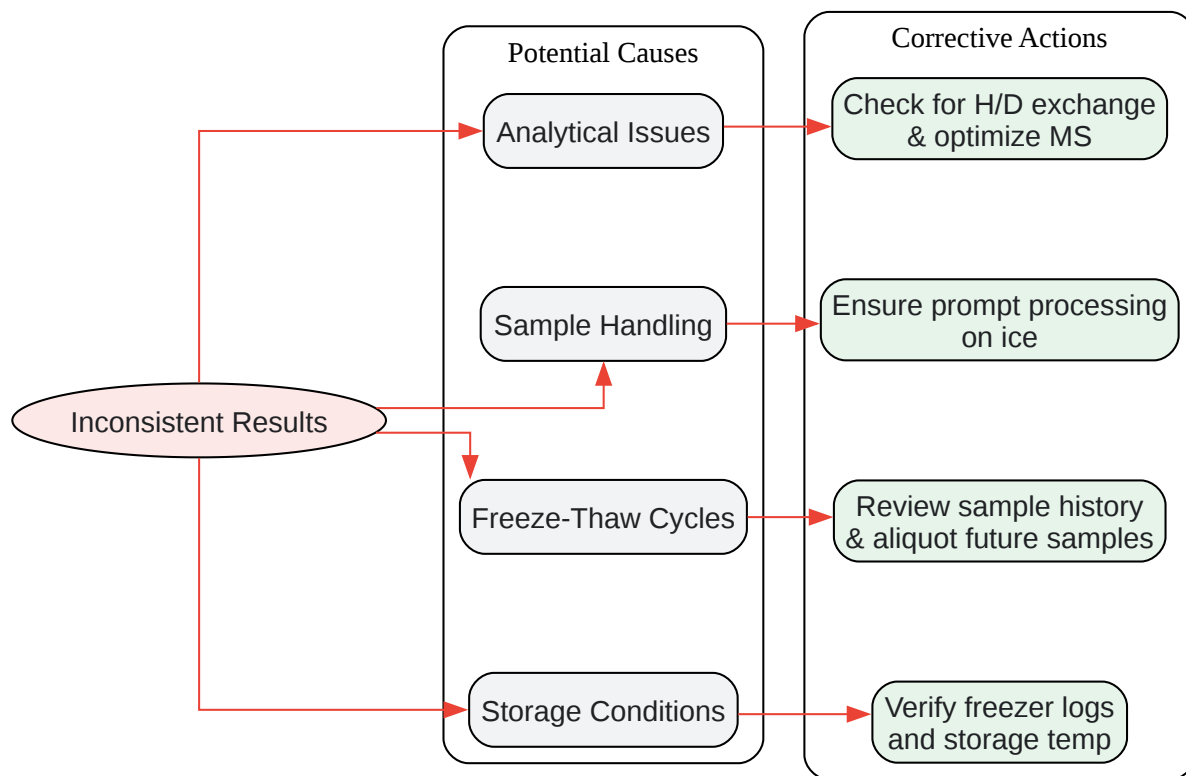 Potential Causes
Corrective Actions
Analytical Issues
Check for H/D exchange
& optimize MS
Sample Handling
Ensure prompt processing
on ice
Inconsistent Results
Freeze-Thaw Cycles
Review sample history
& aliquot future samples
Storage Conditions
Verify freezer logs
and storage temp